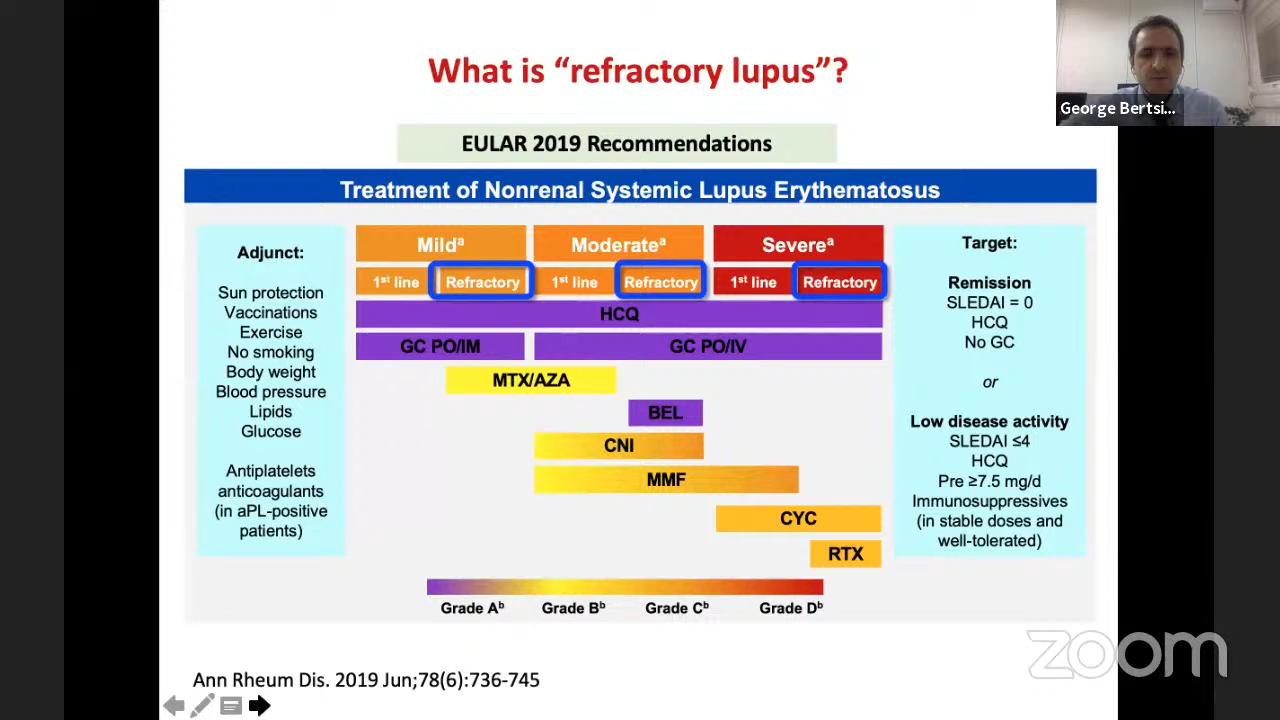 What is “refractory lupus”?
George Bertsi...
EULAR 2019 Recommendations
Treatment of Nonrenal Systemic Lupus Erythematosus
Adjunct:
Sun protection
Vaccinations
Exercise
No smoking
Body weight
Blood pressure
Lipids
Glucose
Antiplatelets
anticoagulants
(in aPL-positive
patients)
Mildᵃ
Moderateᵃ
Severeᵃ
1ˢᵗ line
Refractory
1ˢᵗ line
Refractory
1ˢᵗ line
Refractory
HCQ
GC PO/IM
GC PO/IV
MTX/AZA
BEL
CNI
MMF
CYC
RTX
Grade Aᵇ
Grade Bᵇ
Grade Cᵇ
Grade Dᵇ
Target:
Remission
SLEDAI = 0
HCQ
No GC
or
Low disease activity
SLEDAI ≤4
HCQ
Pre ≥7.5 mg/d
Immunosuppressives
(in stable doses and
well-tolerated)
zoom
Ann Rheum Dis. 2019 Jun;78(6):736-745